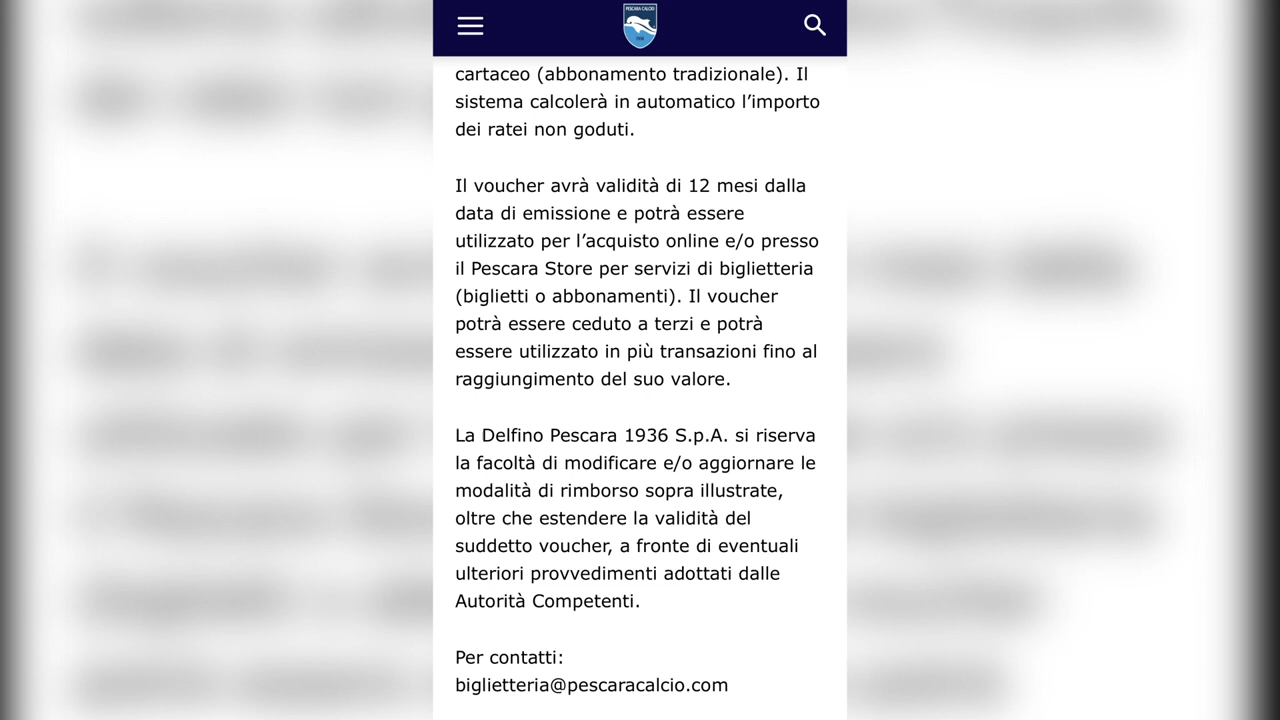 PESCARA CALCIO
1936
cartaceo (abbonamento tradizionale). Il
sistema calcolerà in automatico l’importo
dei ratei non goduti.
Il voucher avrà validità di 12 mesi dalla
data di emissione e potrà essere
utilizzato per l’acquisto online e/o presso
il Pescara Store per servizi di biglietteria
(biglietti o abbonamenti). Il voucher
potrà essere ceduto a terzi e potrà
essere utilizzato in più transazioni fino al
raggiungimento del suo valore.
La Delfino Pescara 1936 S.p.A. si riserva
la facoltà di modificare e/o aggiornare le
modalità di rimborso sopra illustrate,
oltre che estendere la validità del
suddetto voucher, a fronte di eventuali
ulteriori provvedimenti adottati dalle
Autorità Competenti.
Per contatti:
biglietteria@pescaracalcio.com